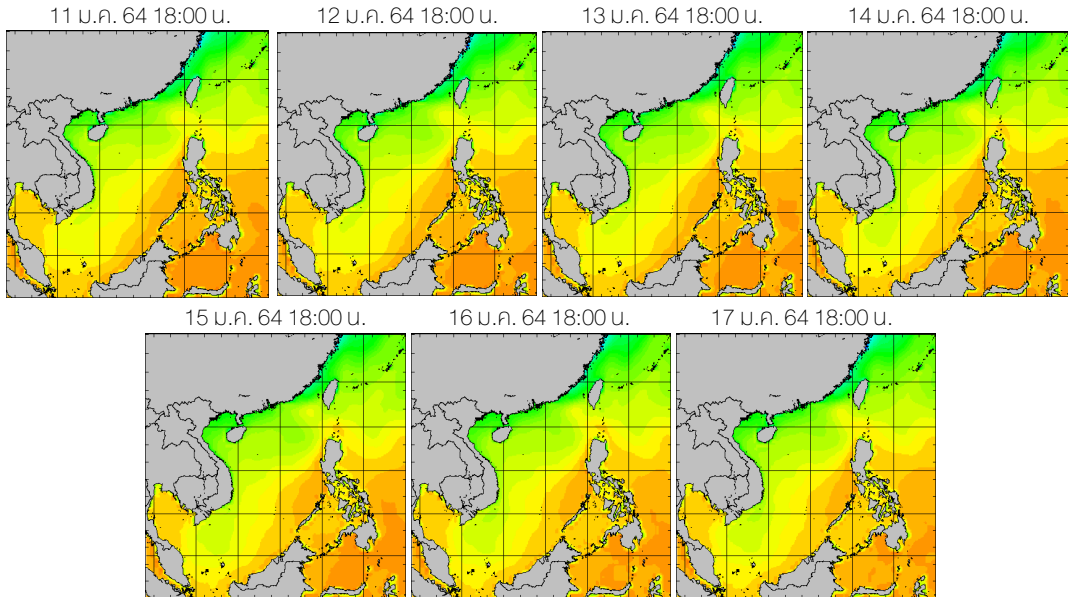 11 ม.ค. 64 18:00 น.
12 ม.ค. 64 18:00 น.
13 ม.ค. 64 18:00 น.
14 ม.ค. 64 18:00 น.
15 ม.ค. 64 18:00 น.
16 ม.ค. 64 18:00 น.
17 ม.ค. 64 18:00 น.